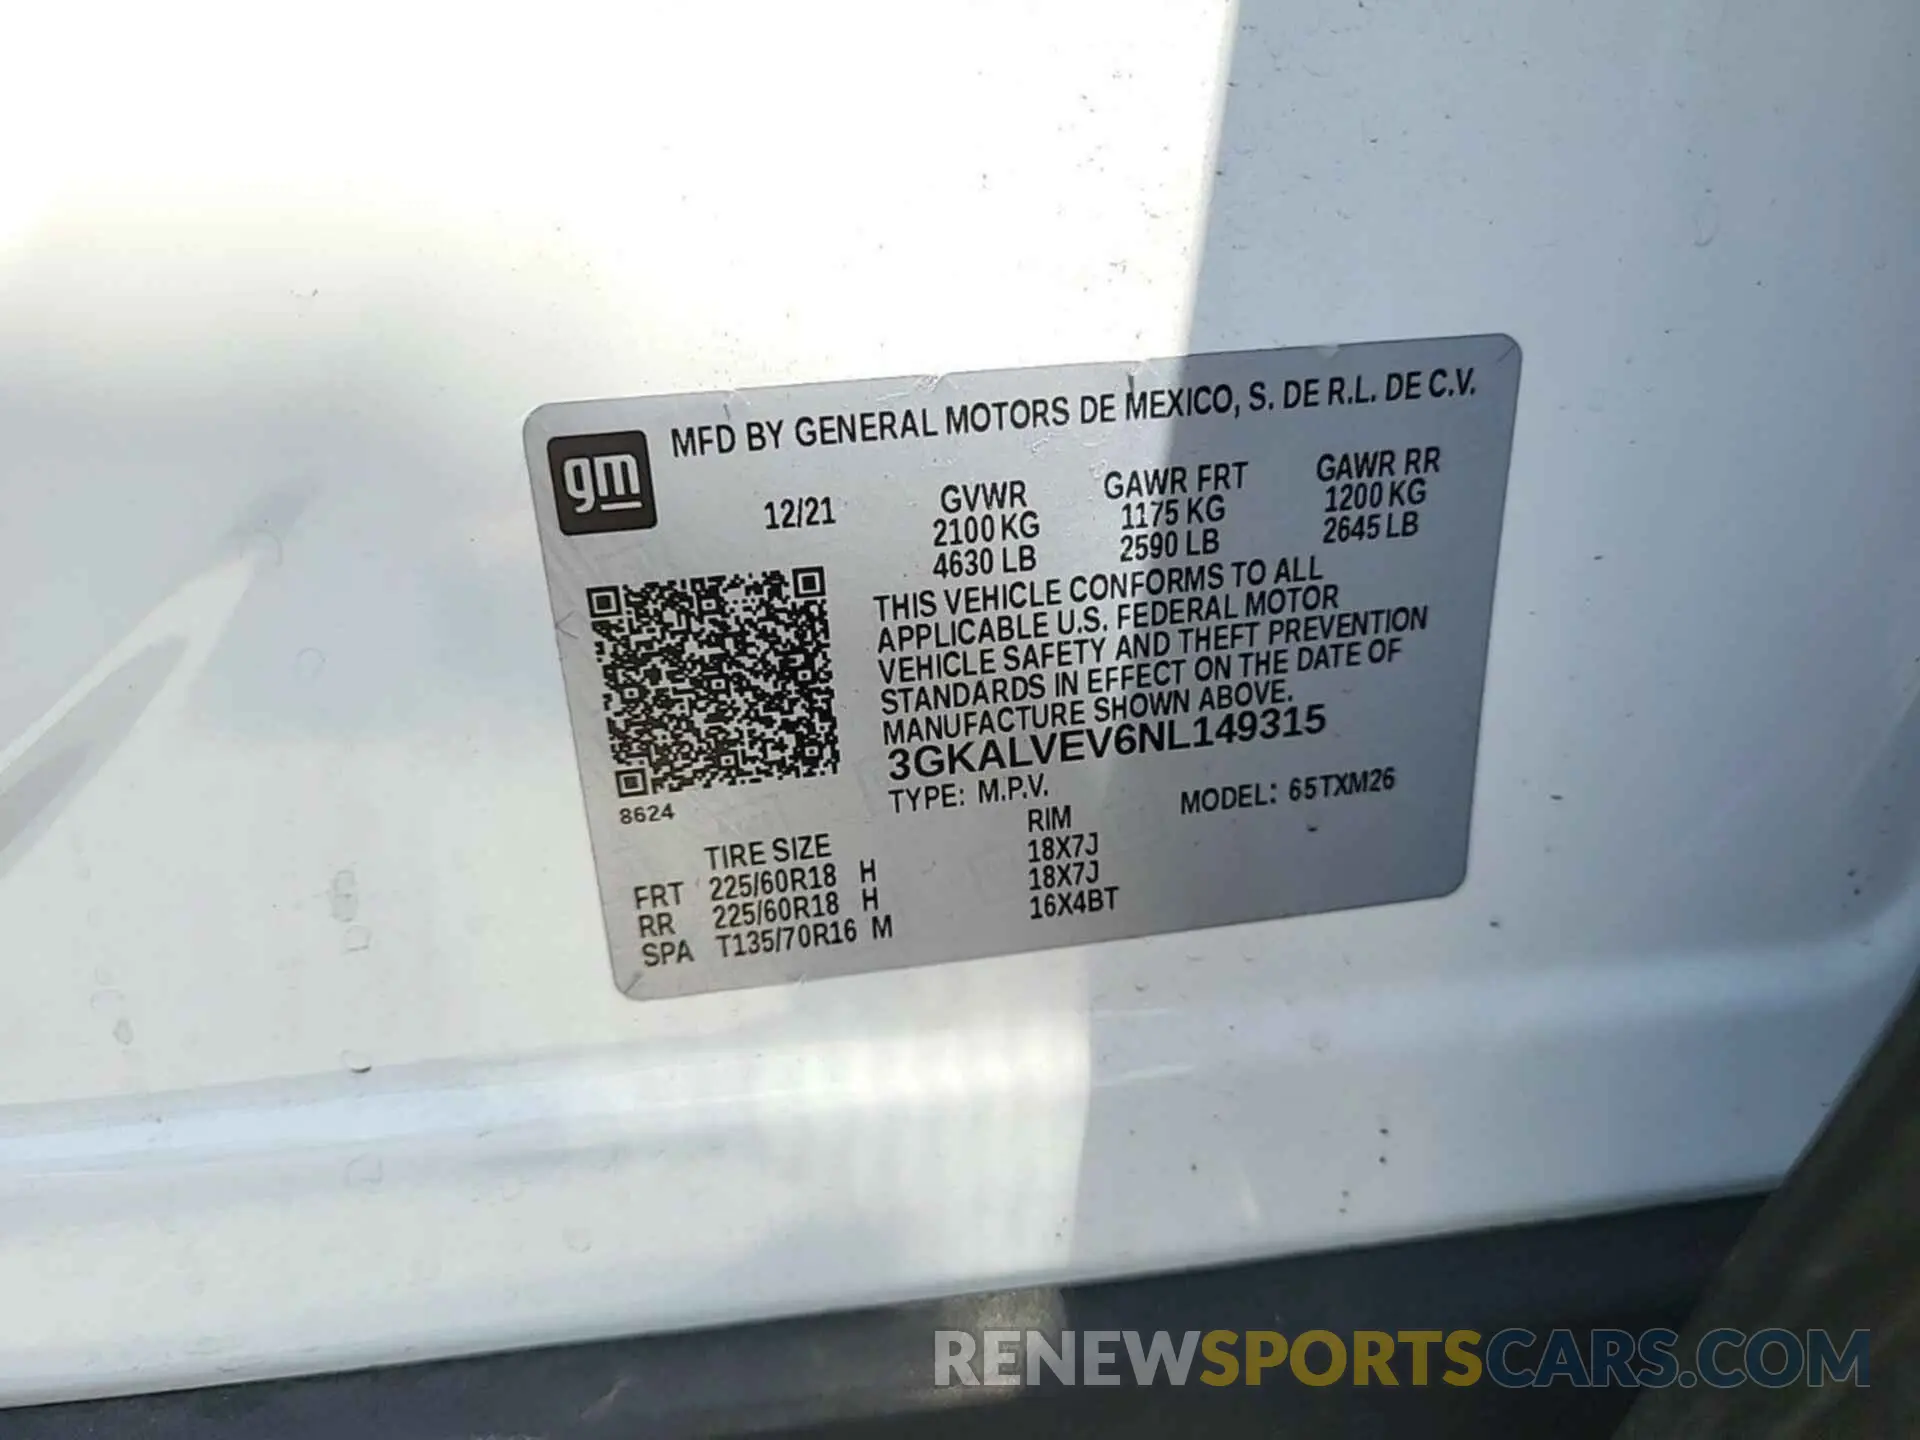 gm
MFD BY GENERAL MOTORS DE MEXICO, S. DE R.L. DE C.V.
12/21
GVWR GAWR FRT GAWR RR
2100 KG 1175 KG 1200 KG
4630 LB 2590 LB 2645 LB
THIS VEHICLE CONFORMS TO ALL
APPLICABLE U.S. FEDERAL MOTOR
VEHICLE SAFETY AND THEFT PREVENTION
STANDARDS IN EFFECT ON THE DATE OF
MANUFACTURE SHOWN ABOVE.
3GKALVEV6NL149315
TYPE: M.P.V. MODEL: 65TXM26
8624
TIRE SIZE RIM
FRT 225/60R18 H 18X7J
RR 225/60R18 H 18X7J
SPA T135/70R16 M 16X4BT
RENEWSPORTSCARS.COM